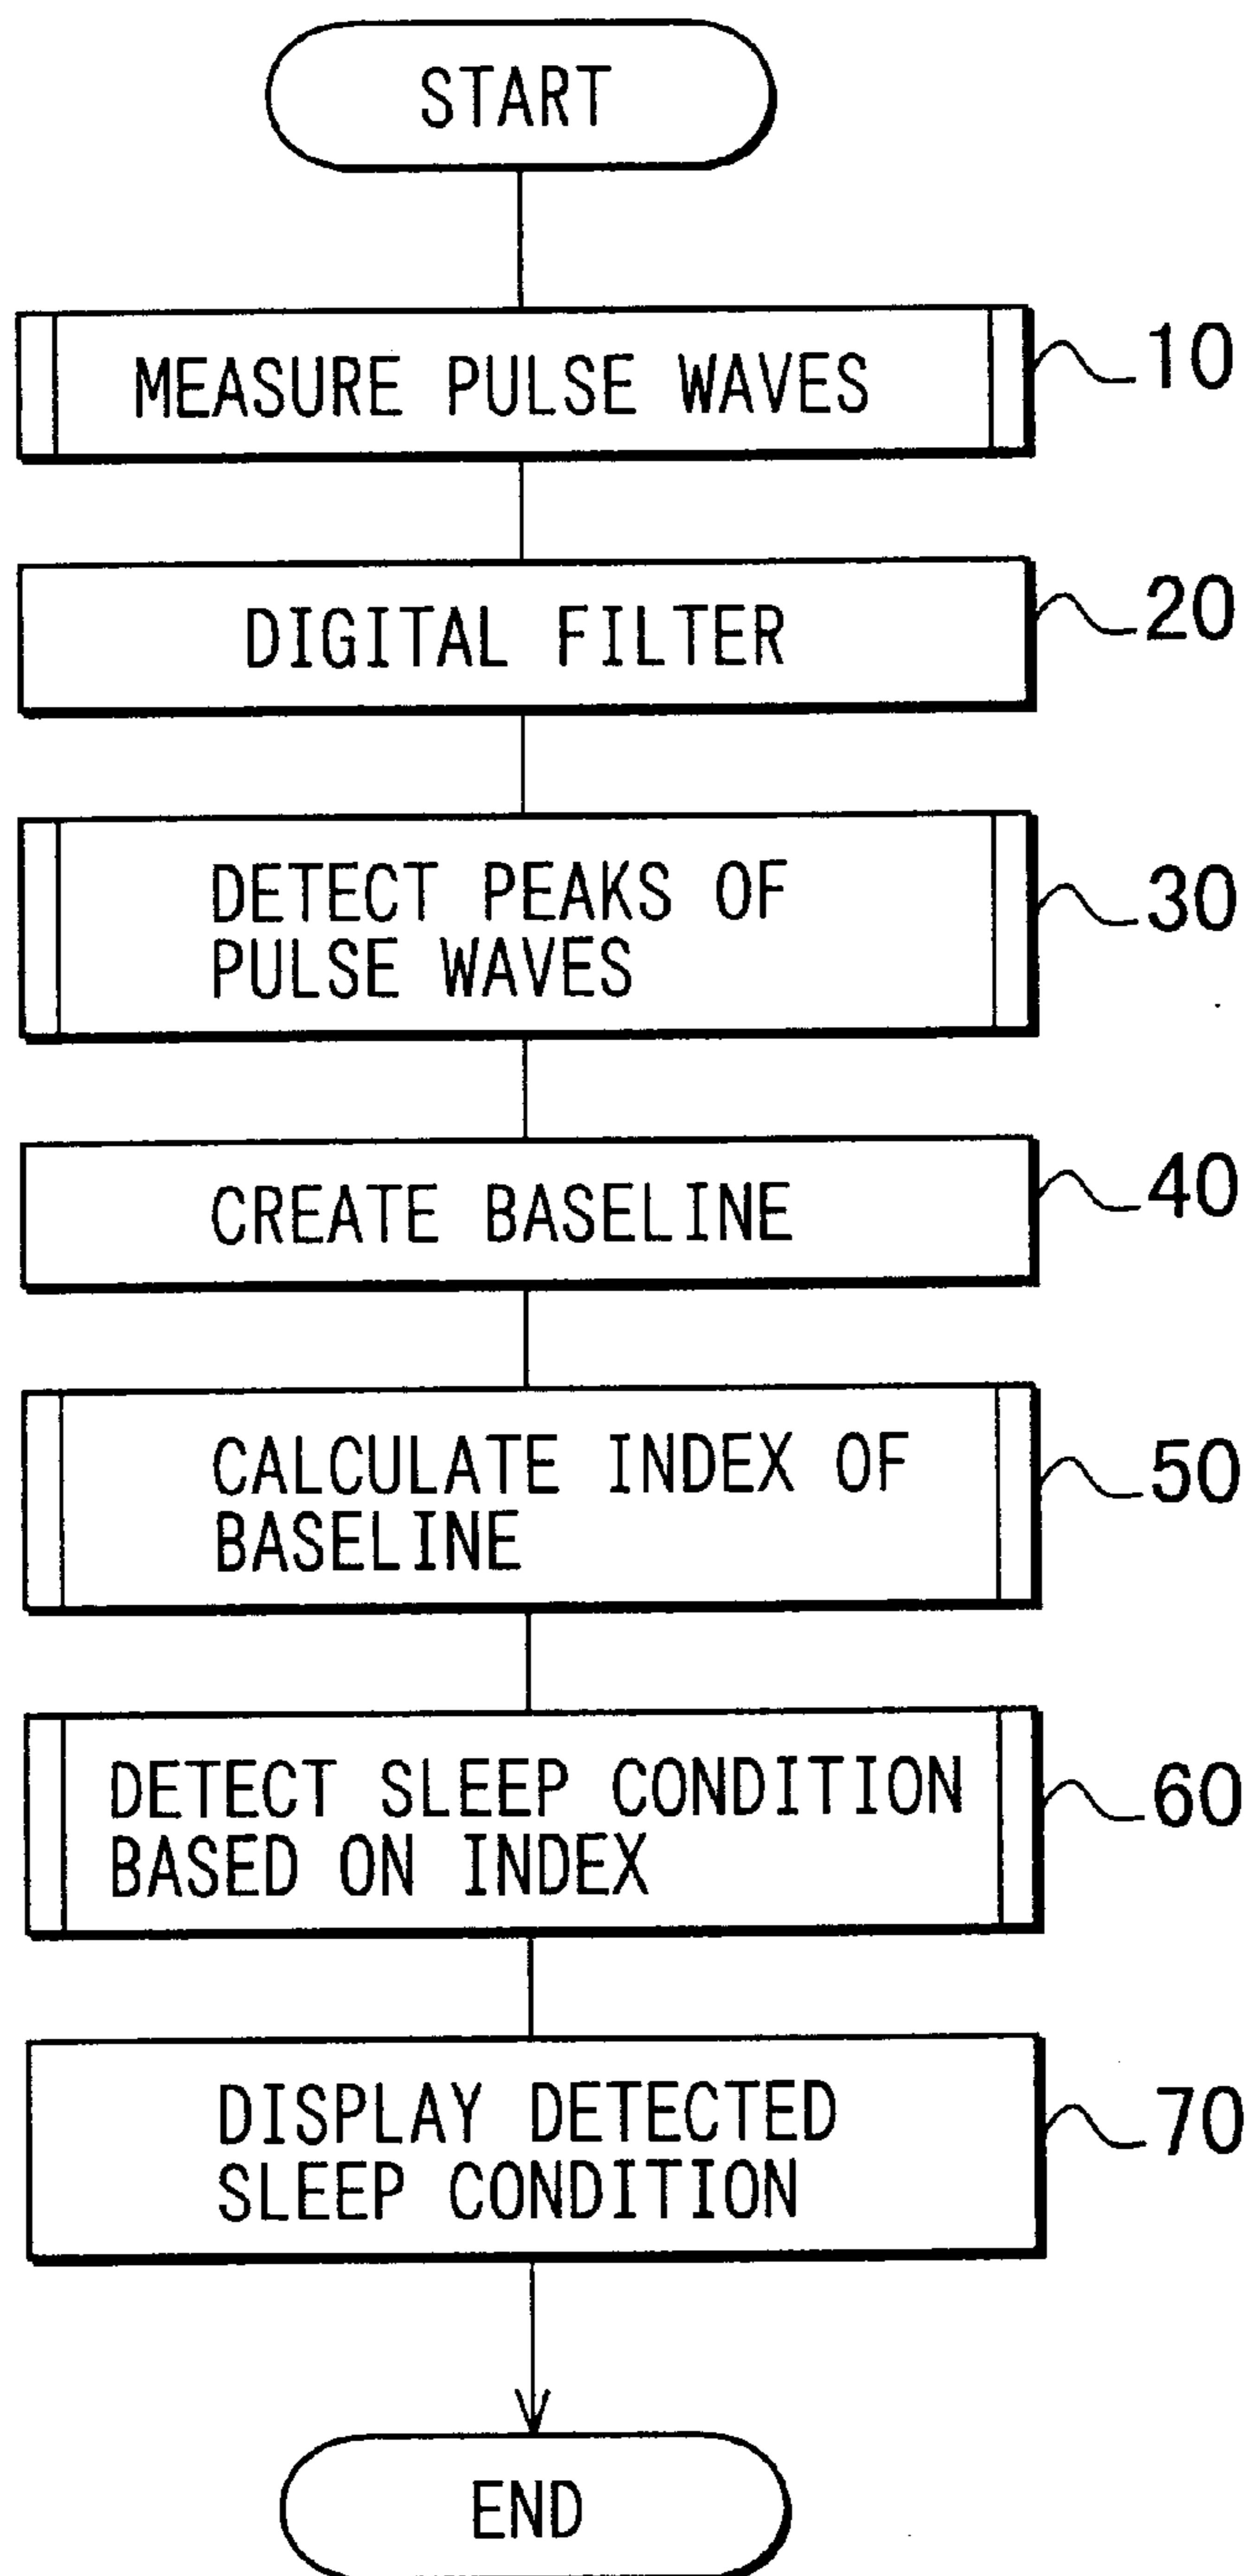 START
MEASURE PULSE WAVES
10
DIGITAL FILTER
20
DETECT PEAKS OF
PULSE WAVES
30
CREATE BASELINE
40
CALCULATE INDEX OF
BASELINE
50
DETECT SLEEP CONDITION
BASED ON INDEX
60
DISPLAY DETECTED
SLEEP CONDITION
70
END